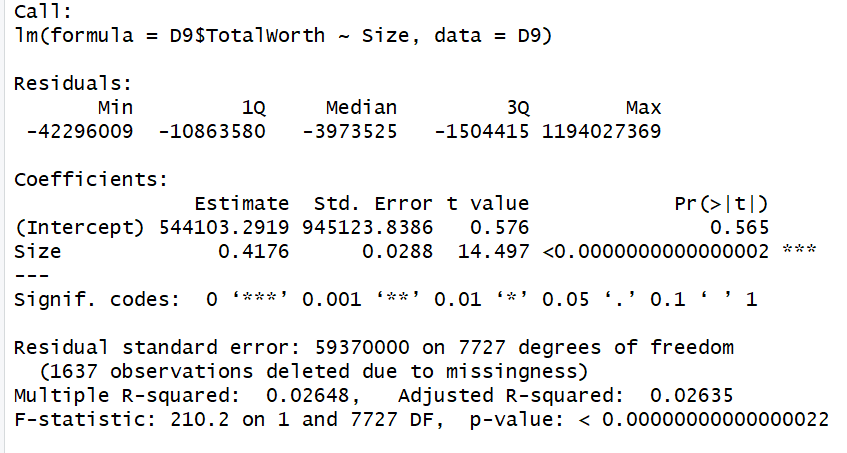 Call:
lm(formula = D9$TotalWorth ~ Size, data = D9)
Residuals:
Min 1Q Median 3Q Max
-42296009 -10863580 -3973525 -1504415 1194027369
Coefficients:
Estimate Std. Error t value Pr(>|t|)
(Intercept) 544103.2919 945123.8386 0.576 0.565
Size 0.4176 0.0288 14.497 <0.0000000000000002 ***
---
Signif. codes: 0 ‘***’ 0.001 ‘**’ 0.01 ‘*’ 0.05 ‘.’ 0.1 ‘ ’ 1
Residual standard error: 59370000 on 7727 degrees of freedom
(1637 observations deleted due to missingness)
Multiple R-squared: 0.02648, Adjusted R-squared: 0.02635
F-statistic: 210.2 on 1 and 7727 DF, p-value: < 0.00000000000000022